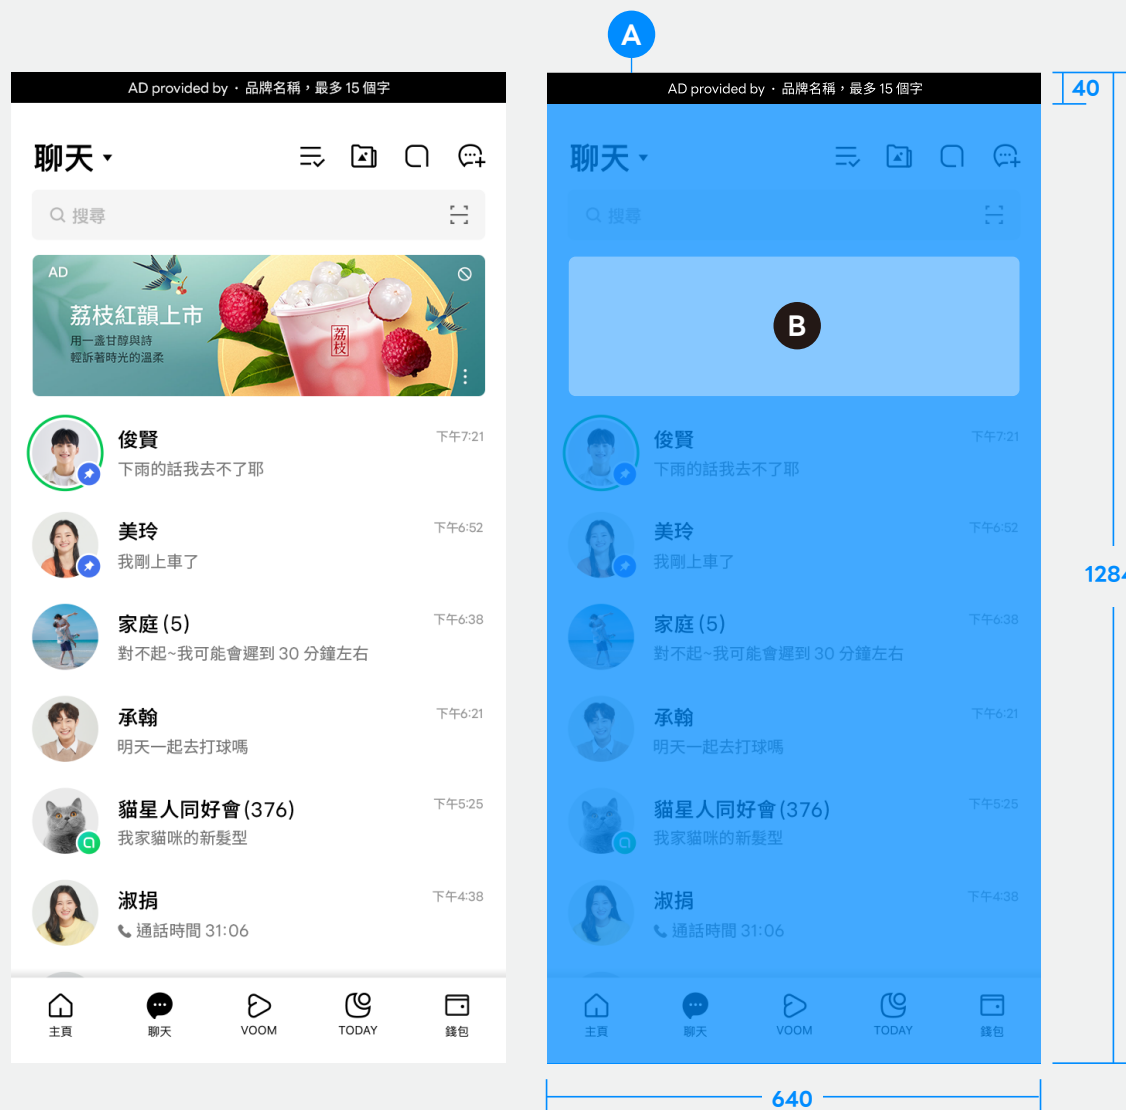 A
AD provided by・品牌名稱，最多 15 個字
聊天
搜尋
AD
荔枝紅韻上市
用一盞甘醇與詩
輕訴著時光的溫柔
荔枝
俊賢
下午7:21
下雨的話我去不了耶
美玲
下午6:52
我剛上車了
家庭 (5)
下午6:38
對不起~我可能會遲到 30 分鐘左右
承翰
下午6:21
明天一起去打球嗎
貓星人同好會 (376)
下午5:25
我家貓咪的新髮型
淑捐
下午4:38
通話時間 31:06
主頁
聊天
VOOM
TODAY
錢包
AD provided by・品牌名稱，最多 15 個字
40
聊天
搜尋
B
俊賢
下午7:21
下雨的話我去不了耶
美玲
下午6:52
我剛上車了
1284
家庭 (5)
下午6:38
對不起~我可能會遲到 30 分鐘左右
承翰
下午6:21
明天一起去打球嗎
貓星人同好會 (376)
下午5:25
我家貓咪的新髮型
淑捐
下午4:38
通話時間 31:06
主頁
聊天
VOOM
TODAY
錢包
640